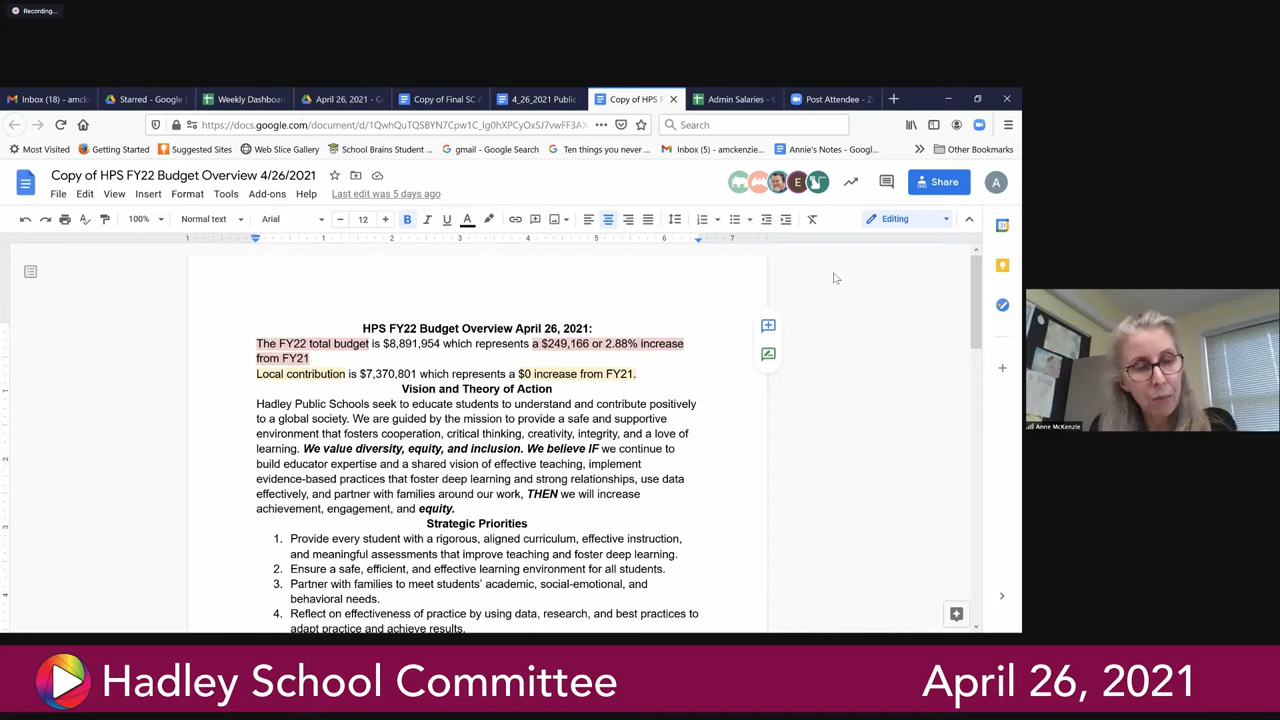 Recording...
Inbox (18) - amck
Starred - Google
Weekly Dashboar
April 26, 2021 - G
Copy of Final SC
4_26_2021 Public
Copy of HPS F
Admin Salaries - G
Post Attendee - Z
https://docs.google.com/document/d/1QwhQuTQSBYN7Cpw1C_Ig0hXPCyOxSJ7vwFF3AX
Search
Most Visited
Getting Started
Suggested Sites
Web Slice Gallery
School Brains Student...
gmail - Google Search
Ten things you never ...
Inbox (5) - amckenzie...
Annie's Notes - Googl...
Other Bookmarks
Copy of HPS FY22 Budget Overview 4/26/2021
E
Share
A
File Edit View Insert Format Tools Add-ons Help Last edit was 5 days ago
100% Normal text Arial 12 B I U A Editing
1 1 2 3 4 5 6 7
HPS FY22 Budget Overview April 26, 2021:
The FY22 total budget is $8,891,954 which represents a $249,166 or 2.88% increase
from FY21
Local contribution is $7,370,801 which represents a $0 increase from FY21.
Vision and Theory of Action
Hadley Public Schools seek to educate students to understand and contribute positively
to a global society. We are guided by the mission to provide a safe and supportive
environment that fosters cooperation, critical thinking, creativity, integrity, and a love of
learning. We value diversity, equity, and inclusion. We believe IF we continue to
build educator expertise and a shared vision of effective teaching, implement
evidence-based practices that foster deep learning and strong relationships, use data
effectively, and partner with families around our work, THEN we will increase
achievement, engagement, and equity.
Strategic Priorities
1. Provide every student with a rigorous, aligned curriculum, effective instruction,
and meaningful assessments that improve teaching and foster deep learning.
2. Ensure a safe, efficient, and effective learning environment for all students.
3. Partner with families to meet students' academic, social-emotional, and
behavioral needs.
4. Reflect on effectiveness of practice by using data, research, and best practices to
adapt practice and achieve results.
Anne McKenzie
Hadley School Committee
April 26, 2021